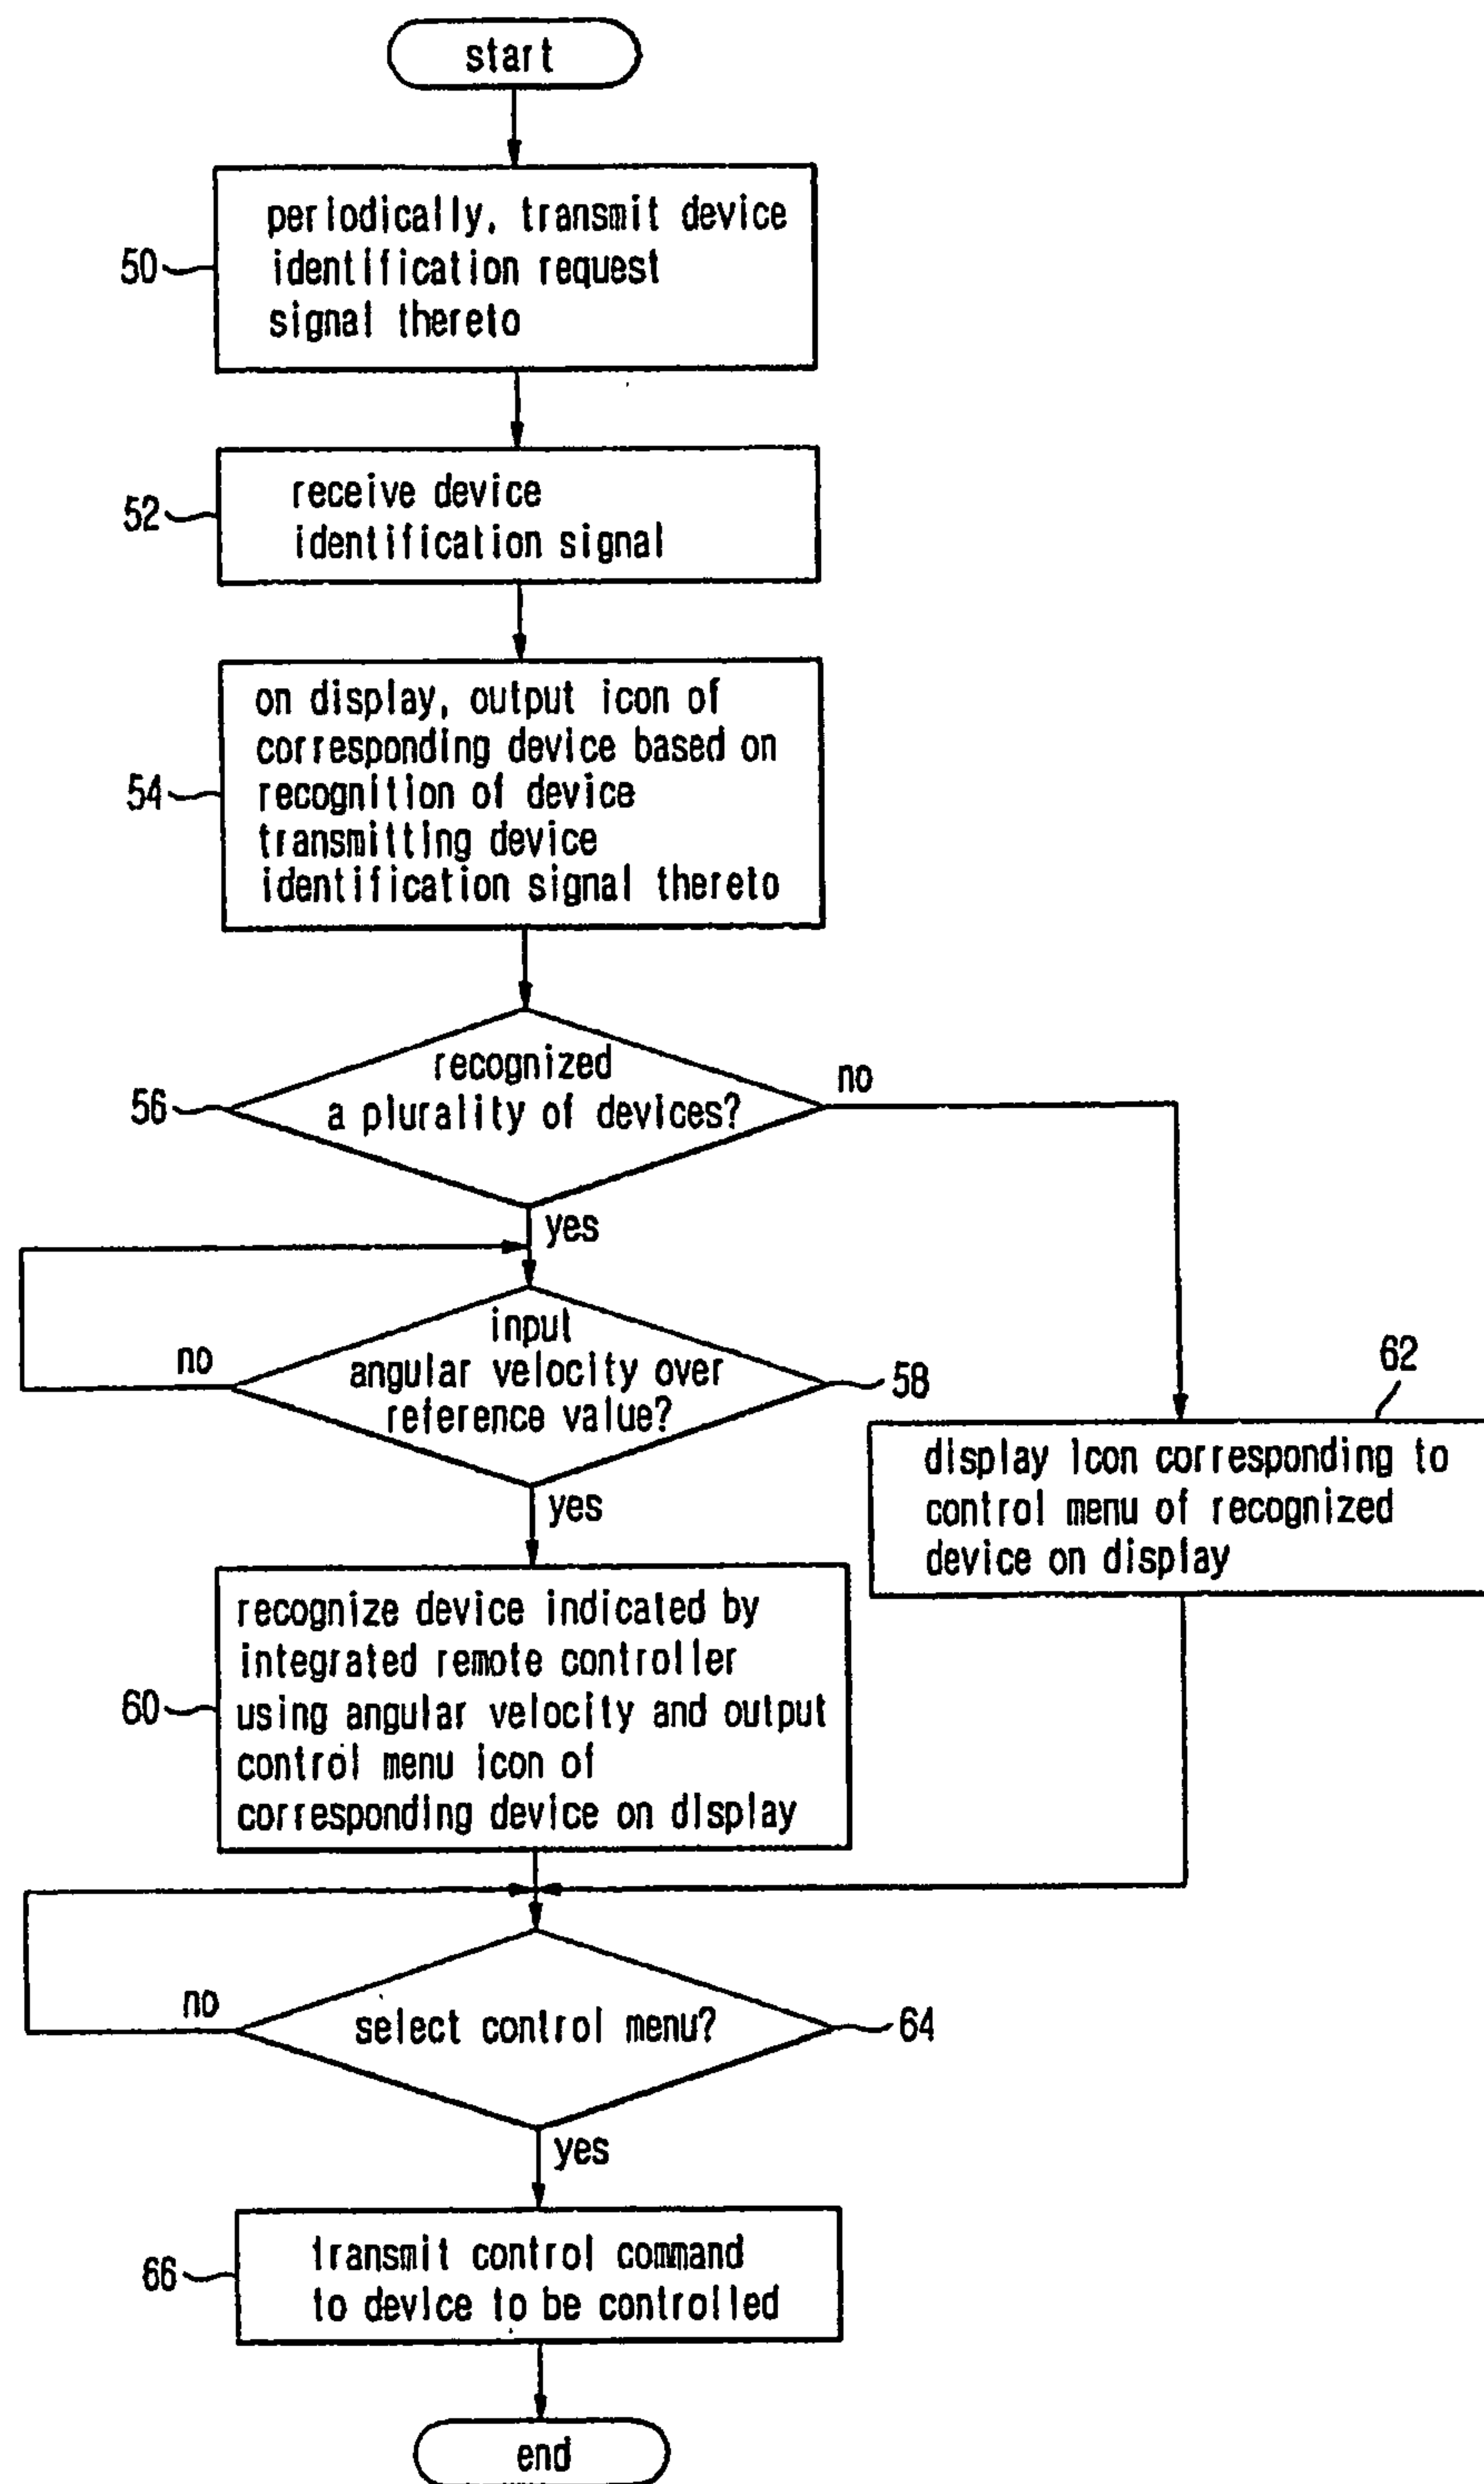 start
periodically, transmit device
identification request
signal thereto
50
receive device
identification signal
52
on display, output icon of
corresponding device based on
recognition of device
transmitting device
identification signal thereto
54
recognized
a plurality of devices?
56
no
yes
input
angular velocity over
reference value?
no
58
yes
62
display icon corresponding to
control menu of recognized
device on display
recognize device indicated by
integrated remote controller
using angular velocity and output
control menu icon of
corresponding device on display
60
select control menu?
no
64
yes
transmit control command
to device to be controlled
66
end